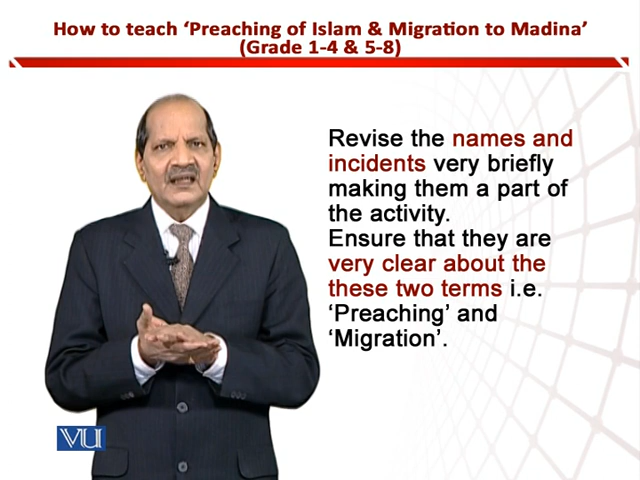 How to teach ‘Preaching of Islam & Migration to Madina’
(Grade 1-4 & 5-8)
Revise the names and
incidents very briefly
making them a part of
the activity.
Ensure that they are
very clear about the
these two terms i.e.
‘Preaching’ and
‘Migration’.
VU